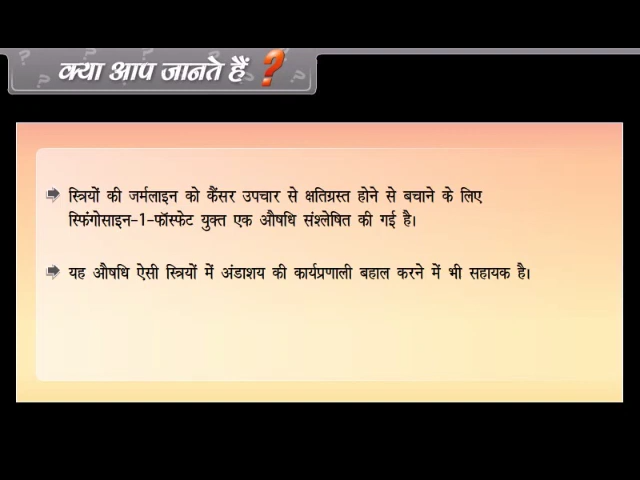 क्या आप जानते हैं ?
स्त्रियों की जर्मलाइन को कैंसर उपचार से क्षतिग्रस्त होने से बचाने के लिए
स्फिंगोसाइन-1-फॉस्फेट युक्त एक औषधि संश्लेषित की गई है।
यह औषधि ऐसी स्त्रियों में अंडाशय की कार्यप्रणाली बहाल करने में भी सहायक है।